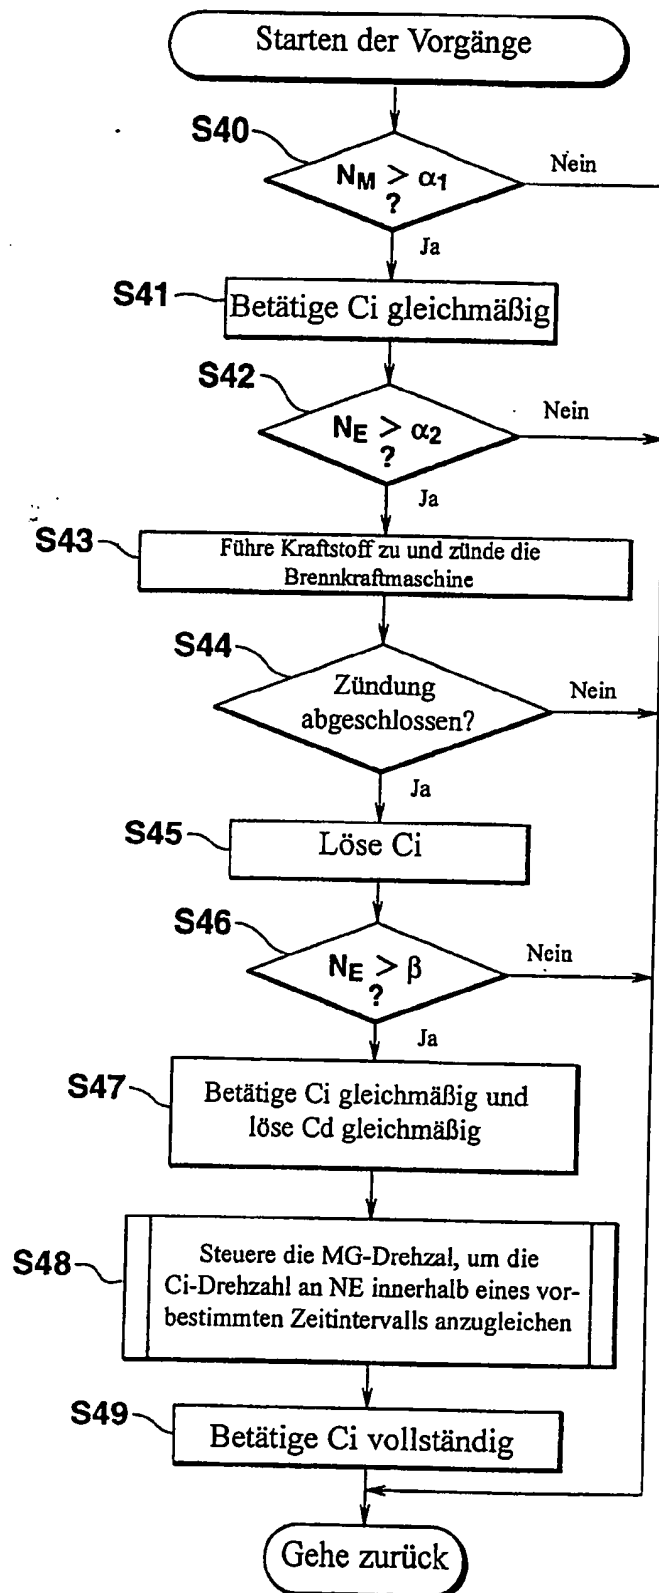 Starten der Vorgänge
S40
NM > α1
?
Nein
Ja
S41
Betätige Ci gleichmäßig
S42
NE > α2
?
Nein
Ja
S43
Führe Kraftstoff zu und zünde die
Brennkraftmaschine
S44
Zündung
abgeschlossen?
Nein
Ja
S45
Löse Ci
S46
NE > β
?
Nein
Ja
S47
Betätige Ci gleichmäßig und
löse Cd gleichmäßig
S48
Steuere die MG-Drehzal, um die
Ci-Drehzahl an NE innerhalb eines vor-
bestimmten Zeitintervalls anzugleichen
S49
Betätige Ci vollständig
Gehe zurück